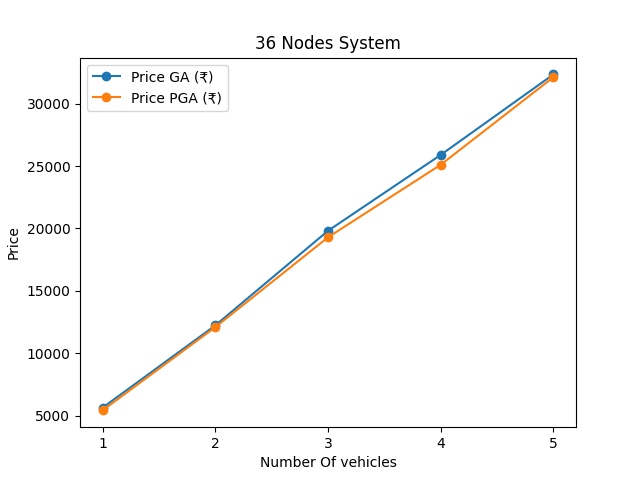 36 Nodes System
Price GA (₹)
Price PGA (₹)
Price
30000
25000
20000
15000
10000
5000
1 2 3 4 5
Number Of vehicles